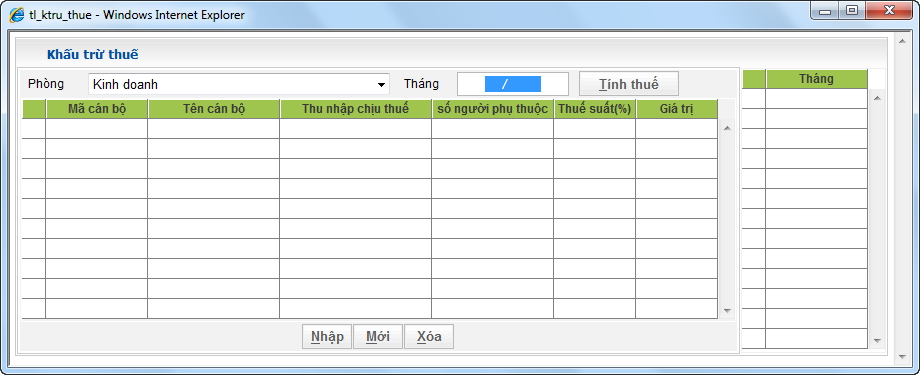 tl_ktru_thue - Windows Internet Explorer
Khấu trừ thuế
Phòng Kinh doanh Tháng / Tính thuế
Mã cán bộ Tên cán bộ Thu nhập chịu thuế số người phụ thuộc Thuế suất(%) Giá trị
Tháng
Nhập Mới Xóa